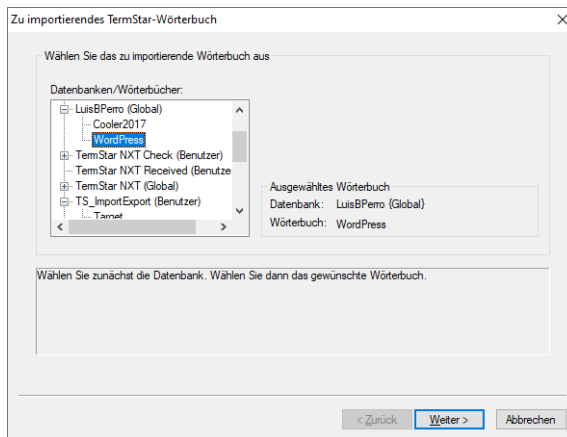 Zu importierendes TermStar-Wörterbuch
Wählen Sie das zu importierende Wörterbuch aus
Datenbanken/Wörterbücher:
LuisBPerro (Global)
Cooler2017
WordPress
TermStar NXT Check (Benutzer)
TermStar NXT Received (Benutze
TermStar NXT (Global)
TS_ImportExport (Benutzer)
Target
Ausgewähltes Wörterbuch
Datenbank: LuisBPerro {Global}
Wörterbuch: WordPress
Wählen Sie zunächst die Datenbank. Wählen Sie dann das gewünschte Wörterbuch.
< Zurück Weiter > Abbrechen